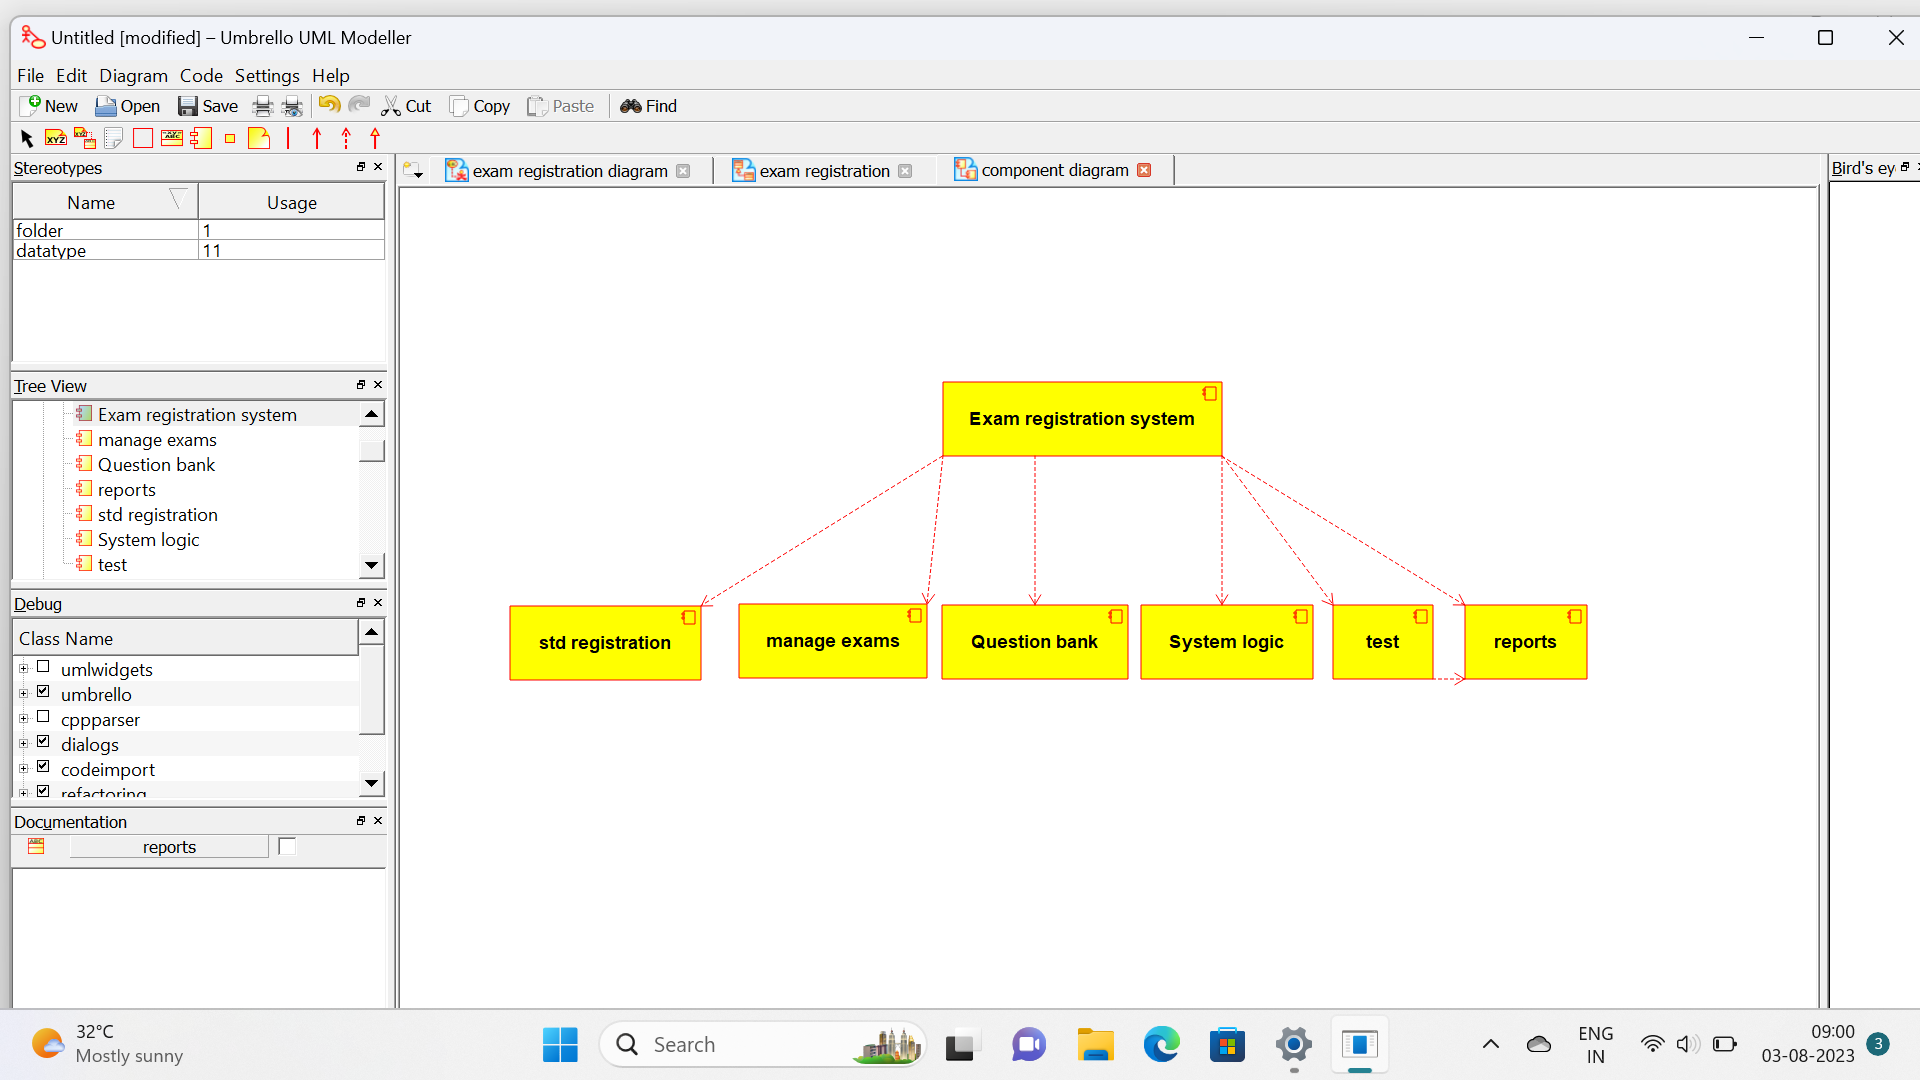 Untitled [modified] – Umbrello UML Modeller
File Edit Diagram Code Settings Help
New Open Save Cut Copy Paste Find
XYZ XYZ ABC
Stereotypes
exam registration diagram exam registration component diagram
Bird's ey
Name Usage
folder 1
datatype 11
Tree View
Exam registration system
manage exams
Question bank
reports
std registration
System logic
test
Exam registration system
std registration manage exams Question bank System logic test reports
Debug
Class Name
umlwidgets
umbrello
cppparser
dialogs
codeimport
refactoring
Documentation
ABC reports
32°C
Mostly sunny
Search
ENG
IN
09:00
03-08-2023
3